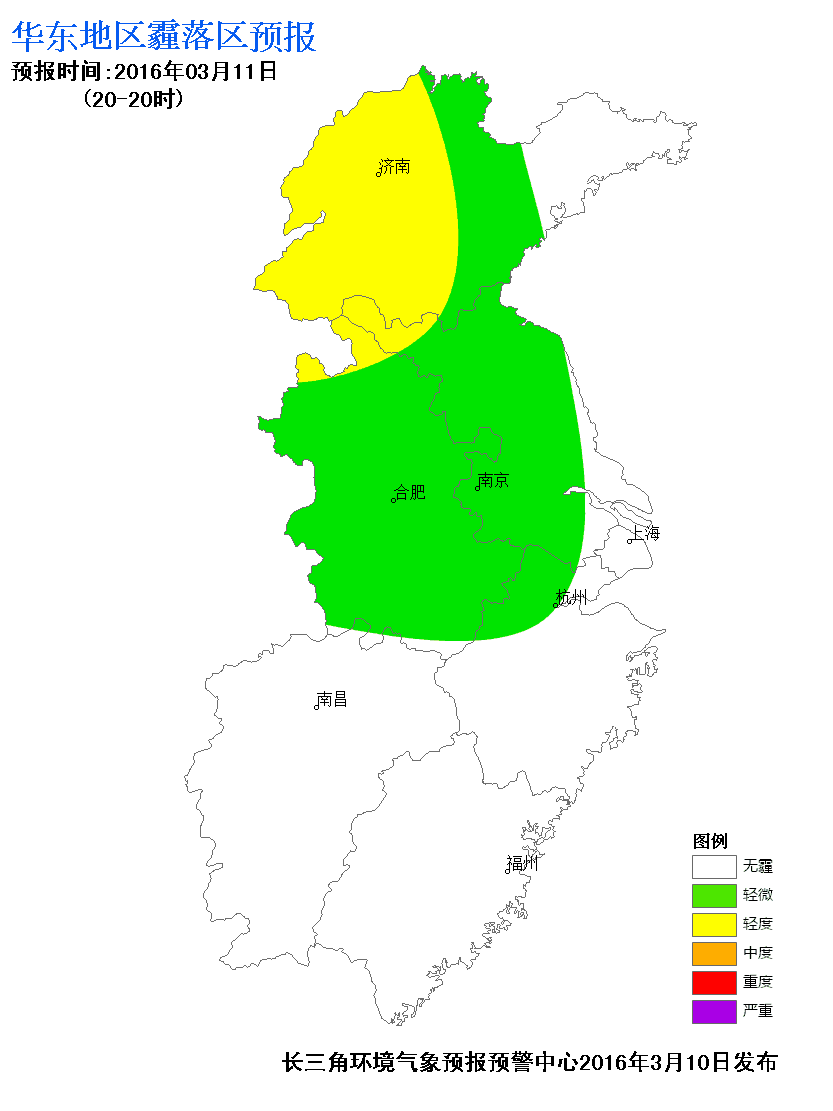 华东地区霾落区预报
预报时间:2016年03月11日
(20-20时)
济南
南京
合肥
上海
杭州
南昌
福州
图例
无霾
轻微
轻度
中度
重度
严重
长三角环境气象预报预警中心2016年3月10日发布